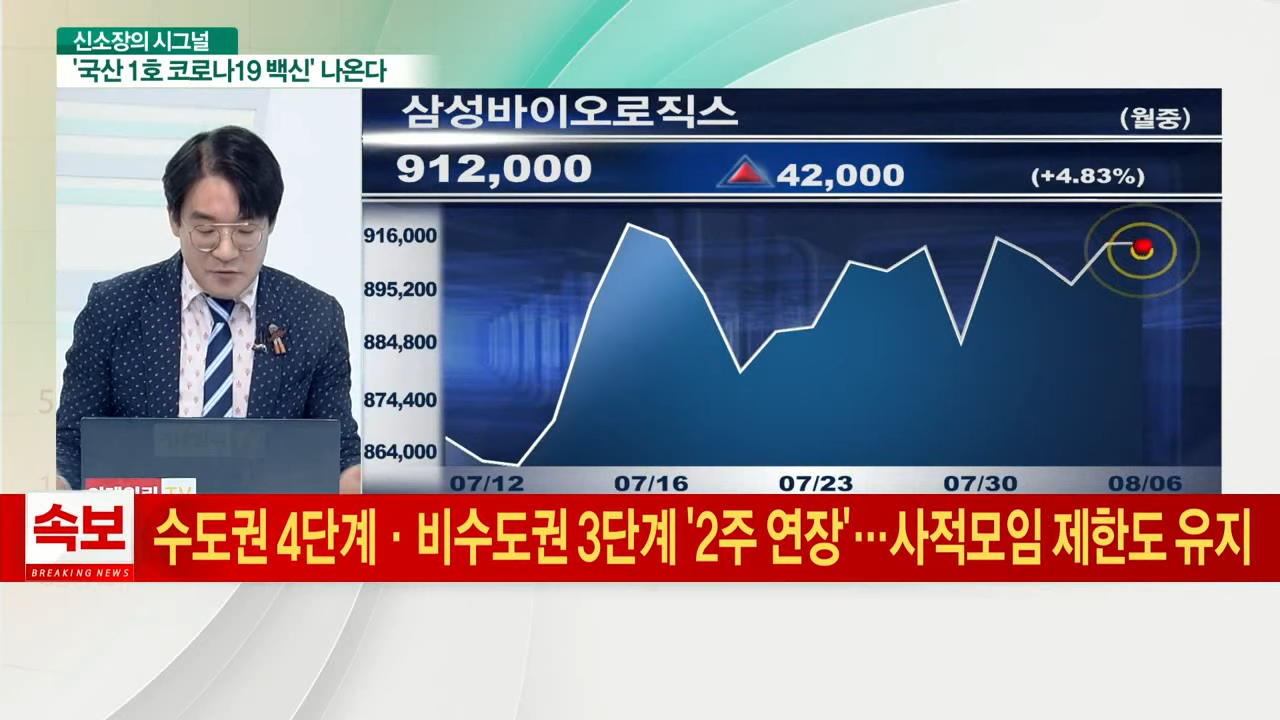 신소장의 시그널
'국산 1호 코로나19 백신' 나온다
삼성바이오로직스
(월중)
912,000
42,000
(+4.83%)
916,000
895,200
884,800
874,400
864,000
07/12
07/16
07/23
07/30
08/06
속보
BREAKING NEWS
수도권 4단계·비수도권 3단계 '2주 연장'…사적모임 제한도 유지